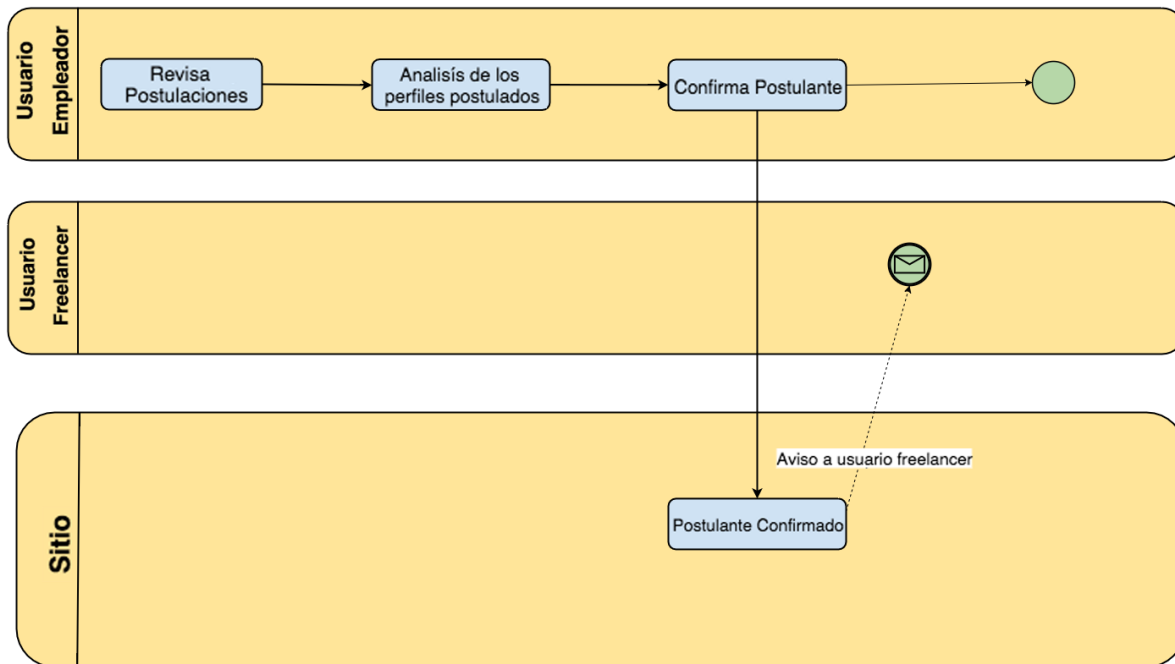 Usuario
Empleador
Revisa
Postulaciones
Analisís de los
perfiles postulados
Confirma Postulante
Usuario
Freelancer
Aviso a usuario freelancer
Sitio
Postulante Confirmado